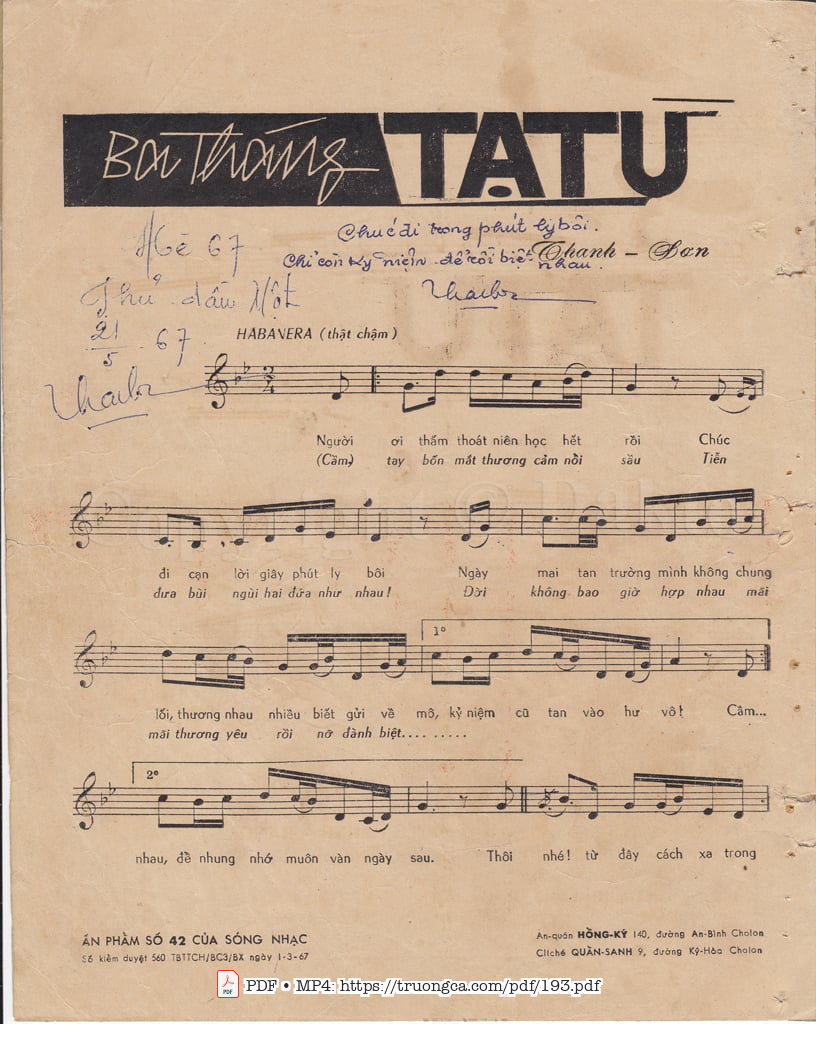 Ba Tháng TẠ TỪ
Hè 67
Chuć đi trong phút ly bôi.
Thanh - Sơn
Chỉ còn kỷ niệm để rồi biệt nhau.
Thủ dầu Một
21/5 67
HABANERA (thật chậm)
2/4
Người ơi thấm thoát niên học hết rồi Chúc
(Cầm) tay bốn mắt thương cảm nỗi sầu Tiễn
đi cạn lời giây phút ly bôi Ngày mai tan trường mình không chung
đưa bùi ngùi hai đứa như nhau! Đời không bao giờ hợp nhau mãi
1º
lối, thương nhau nhiều biết gửi về mô, kỷ niệm cũ tan vào hư vô! Cầm...
mãi thương yêu rồi nỡ đành biệt.........
2º
nhau, để nhung nhớ muôn vàn ngày sau. Thôi nhé! từ đây cách xa trong
ẤN PHẨM SỐ 42 CỦA SÓNG NHẠC
Số kiểm duyệt 560 TBTTCH/BC3/BX ngày 1-3-67
Ấn-quán HỒNG-KÝ 140, đường An-Bình Cholon
Cliché QUẦN-SANH 9, đường Ký-Hòa Cholon
PDF • MP4: https://truongca.com/pdf/193.pdf